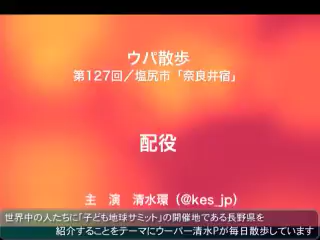 ウパ散歩
第127回／塩尻市「奈良井宿」
配役
主　演　清水環（@kes_jp）
世界中の人たちに「子ども地球サミット」の開催地である長野県を
紹介することをテーマにウーパー清水Pが毎日散歩しています